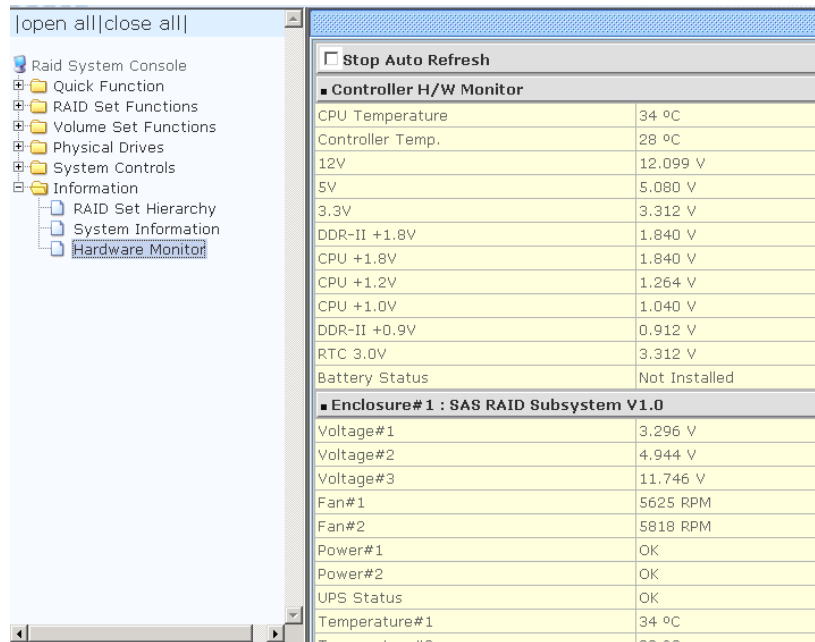 |open all|close all|
Raid System Console
Quick Function
RAID Set Functions
Volume Set Functions
Physical Drives
System Controls
Information
RAID Set Hierarchy
System Information
Hardware Monitor
Stop Auto Refresh
Controller H/W Monitor
CPU Temperature 34 ºC
Controller Temp. 28 ºC
12V 12.099 V
5V 5.080 V
3.3V 3.312 V
DDR-II +1.8V 1.840 V
CPU +1.8V 1.840 V
CPU +1.2V 1.264 V
CPU +1.0V 1.040 V
DDR-II +0.9V 0.912 V
RTC 3.0V 3.312 V
Battery Status Not Installed
Enclosure#1 : SAS RAID Subsystem V1.0
Voltage#1 3.296 V
Voltage#2 4.944 V
Voltage#3 11.746 V
Fan#1 5625 RPM
Fan#2 5818 RPM
Power#1 OK
Power#2 OK
UPS Status OK
Temperature#1 34 ºC